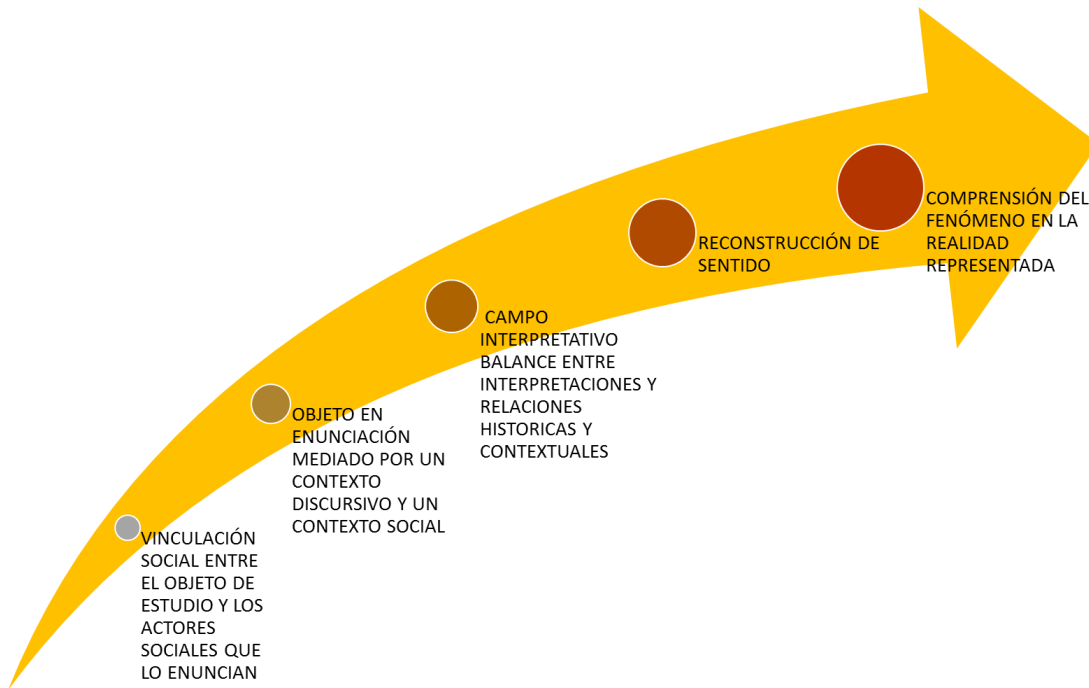 VINCULACIÓN
SOCIAL ENTRE
EL OBJETO DE
ESTUDIO Y LOS
ACTORES
SOCIALES QUE
LO ENUNCIAN
OBJETO EN
ENUNCIACIÓN
MEDIADO POR UN
CONTEXTO
DISCURSIVO Y UN
CONTEXTO SOCIAL
CAMPO
INTERPRETATIVO
BALANCE ENTRE
INTERPRETACIONES Y
RELACIONES
HISTORICAS Y
CONTEXTUALES
RECONSTRUCCIÓN DE
SENTIDO
COMPRENSIÓN DEL
FENÓMENO EN LA
REALIDAD
REPRESENTADA